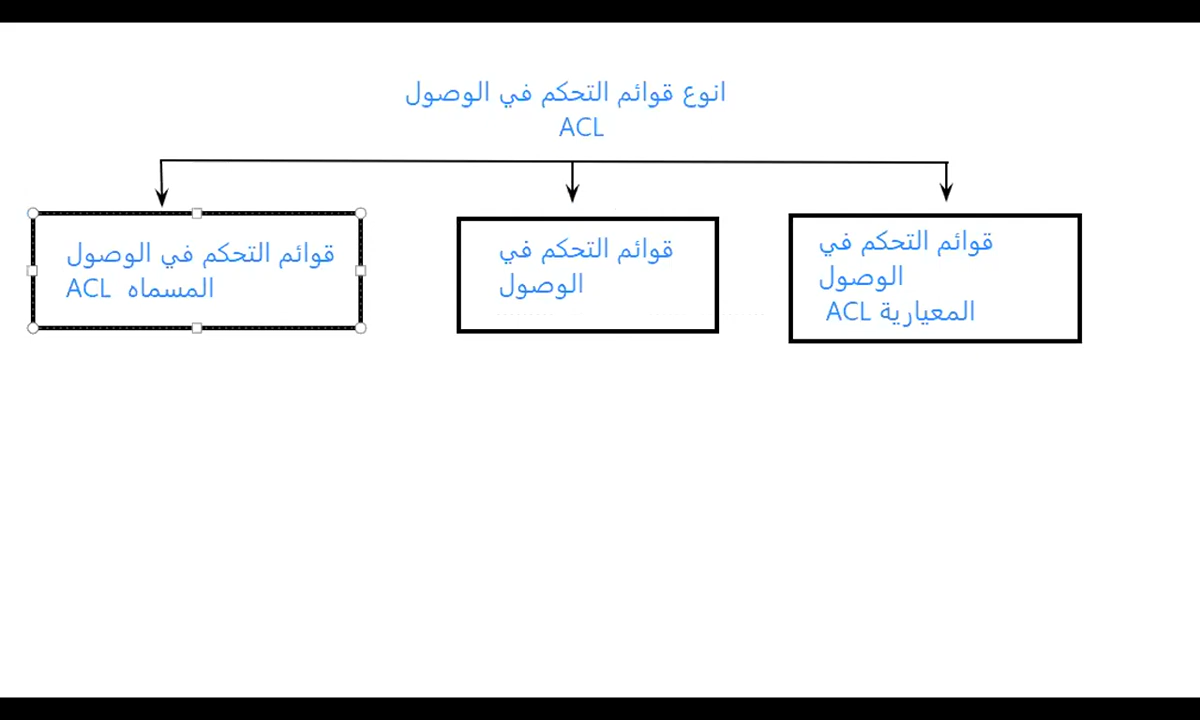 انوع قوائم التحكم في الوصول
ACL
قوائم التحكم في
الوصول
المعيارية ACL
قوائم التحكم في
الوصول
قوائم التحكم في الوصول
المسماه ACL